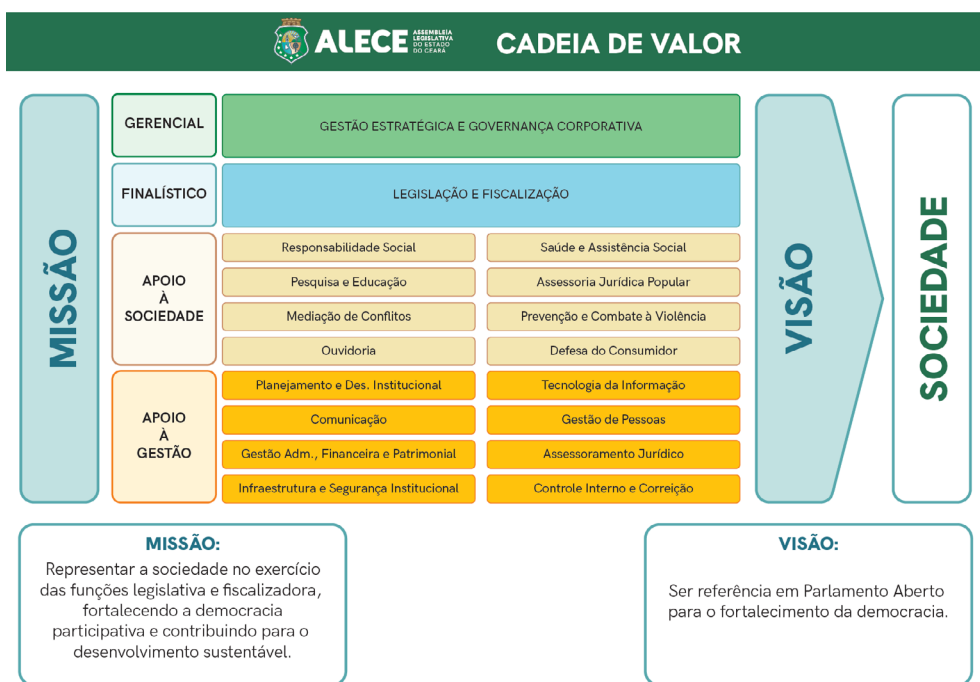 ALECE
ASSEMBLEIA
LEGISLATIVA
DO ESTADO
DO CEARÁ
CADEIA DE VALOR
MISSÃO
GERENCIAL
GESTÃO ESTRATÉGICA E GOVERNANÇA CORPORATIVA
FINALÍSTICO
LEGISLAÇÃO E FISCALIZAÇÃO
APOIO
À
SOCIEDADE
Responsabilidade Social
Saúde e Assistência Social
Pesquisa e Educação
Assessoria Jurídica Popular
Mediação de Conflitos
Prevenção e Combate à Violência
Ouvidoria
Defesa do Consumidor
APOIO
À
GESTÃO
Planejamento e Des. Institucional
Tecnologia da Informação
Comunicação
Gestão de Pessoas
Gestão Adm., Financeira e Patrimonial
Assessoramento Jurídico
Infraestrutura e Segurança Institucional
Controle Interno e Correição
VISÃO
SOCIEDADE
MISSÃO:
Representar a sociedade no exercício
das funções legislativa e fiscalizadora,
fortalecendo a democracia
participativa e contribuindo para o
desenvolvimento sustentável.
VISÃO:
Ser referência em Parlamento Aberto
para o fortalecimento da democracia.